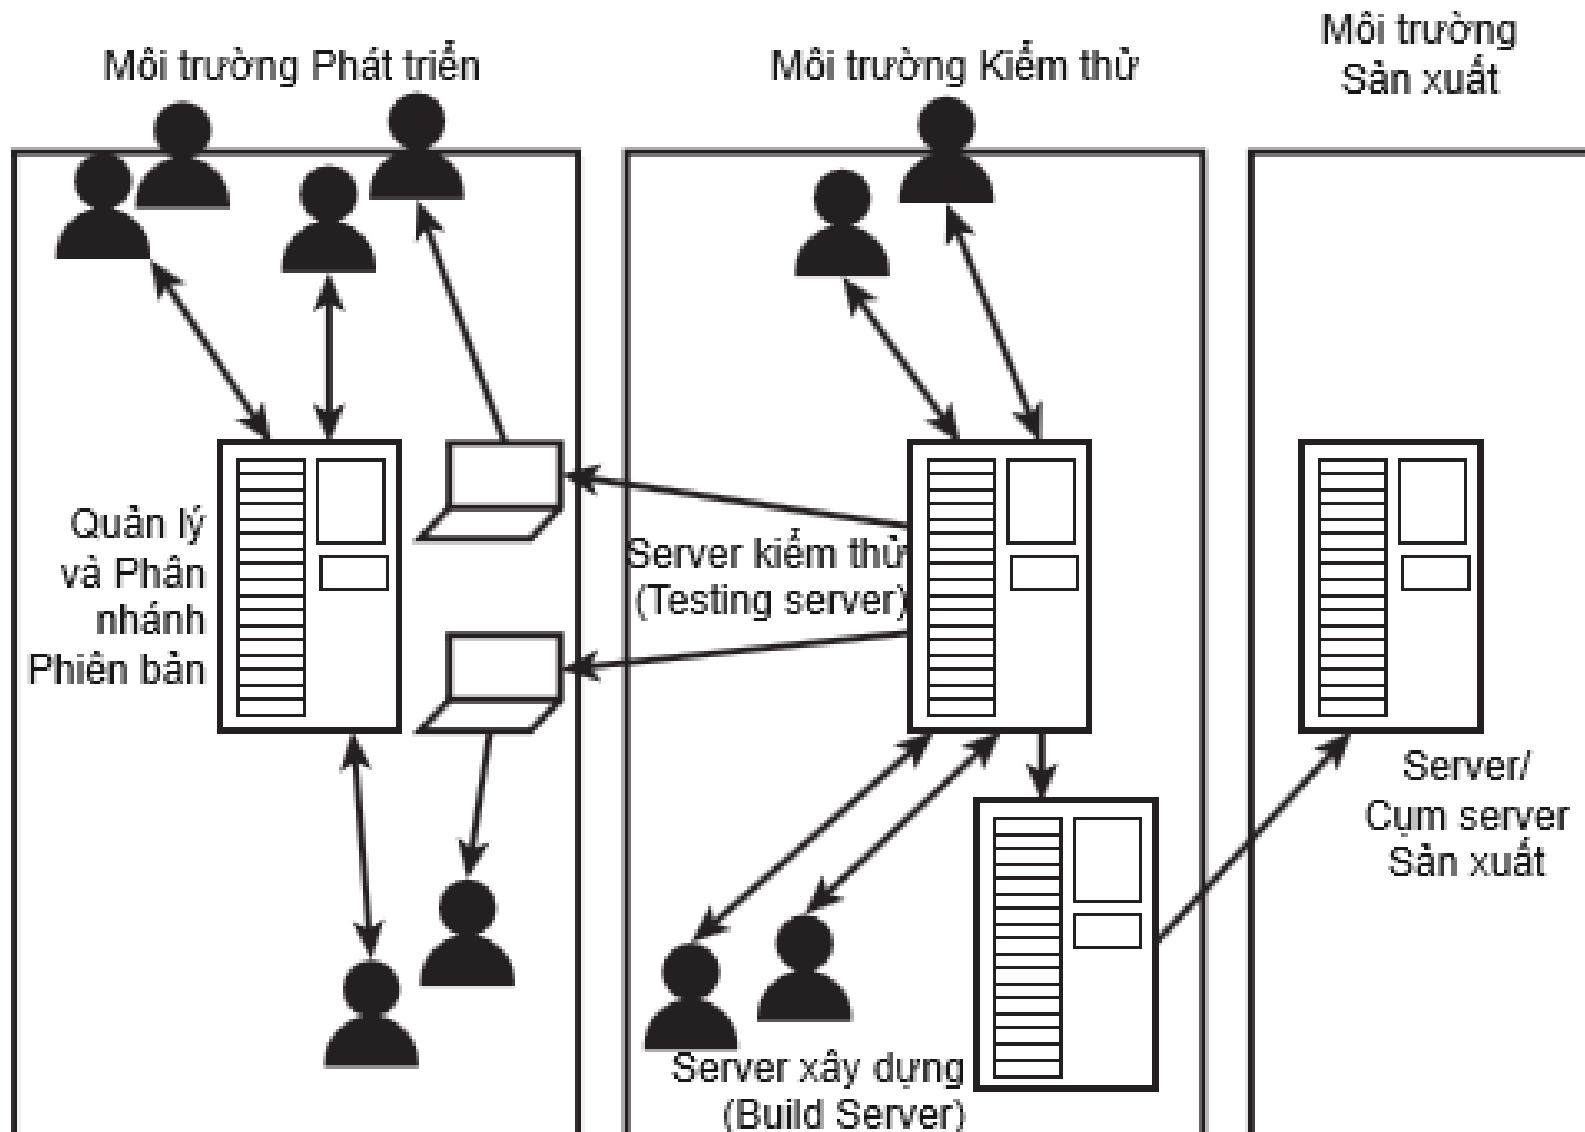 Môi trường Phát triển
Môi trường Kiểm thử
Môi trường
Sản xuất
Quản lý
và Phân
nhánh
Phiên bản
Server kiểm thử
(Testing server)
Server/
Cụm server
Sản xuất
Server xây dựng
(Build Server)